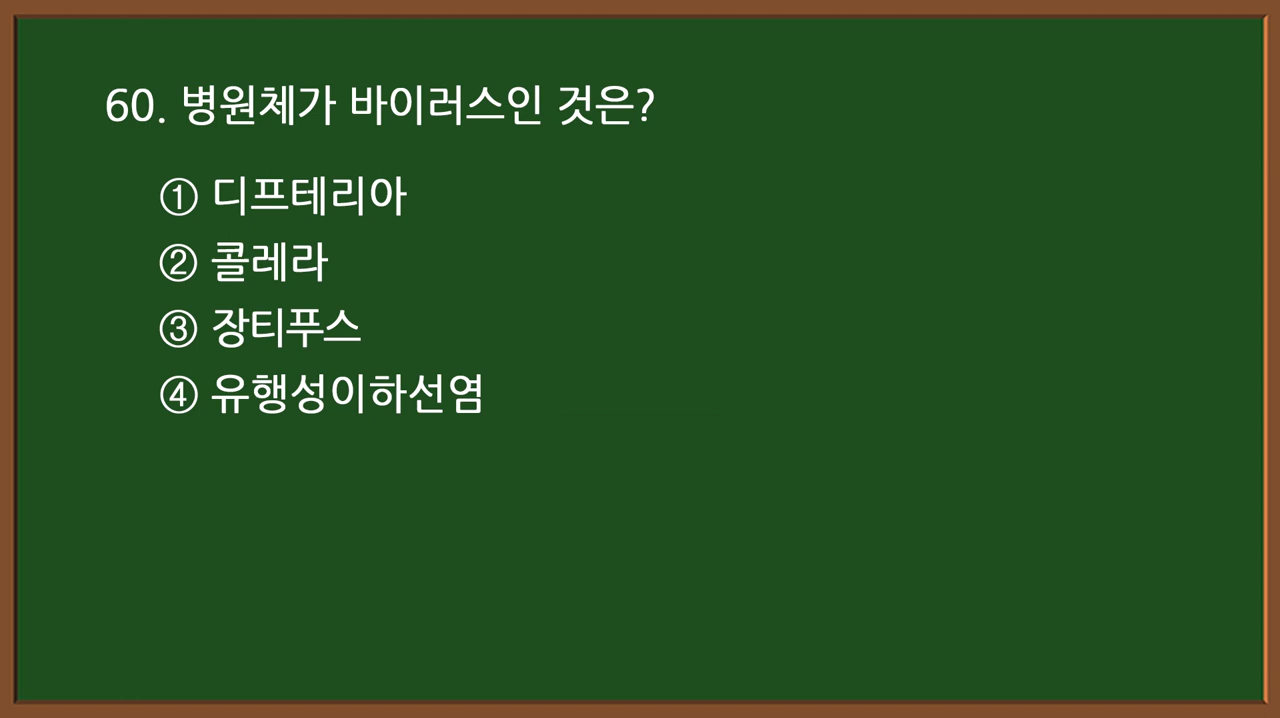 60. 병원체가 바이러스인 것은?
① 디프테리아
② 콜레라
③ 장티푸스
④ 유행성이하선염